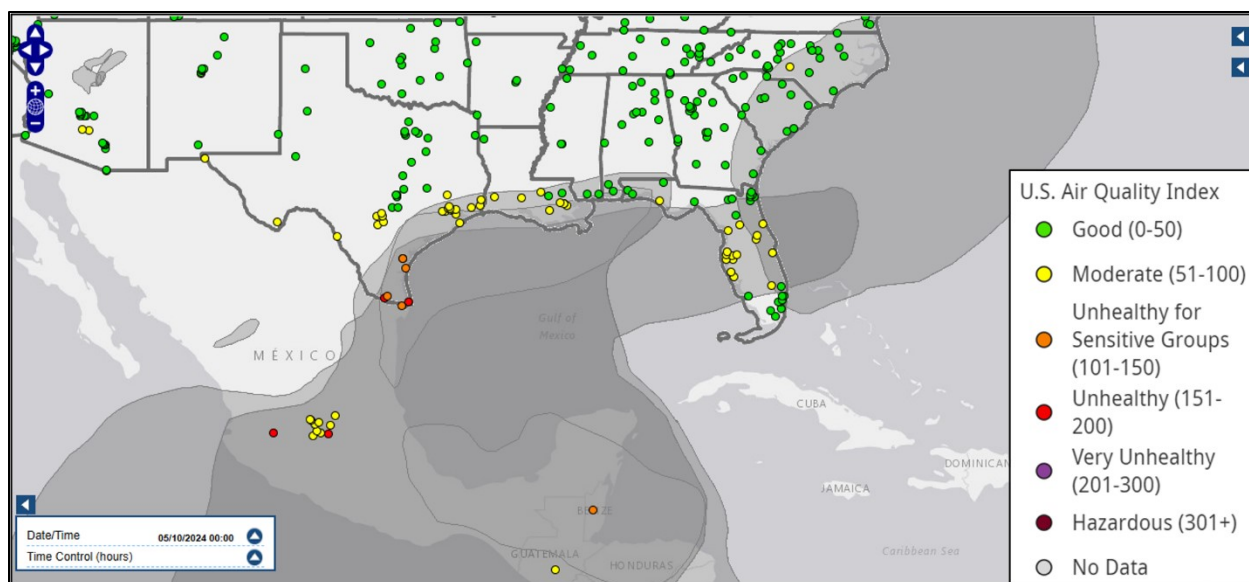 U.S. Air Quality Index
Good (0-50)
Moderate (51-100)
Unhealthy for
Sensitive Groups
(101-150)
Unhealthy (151-
200)
Very Unhealthy
(201-300)
Hazardous (301+)
No Data
Gulf of
Mexico
MÉXICO
CUBA
DOMINICAN
JAMAICA
BELIZE
GUATEMALA
HONDURAS
Caribbean Sea
Date/Time 05/10/2024 00:00
Time Control (hours)